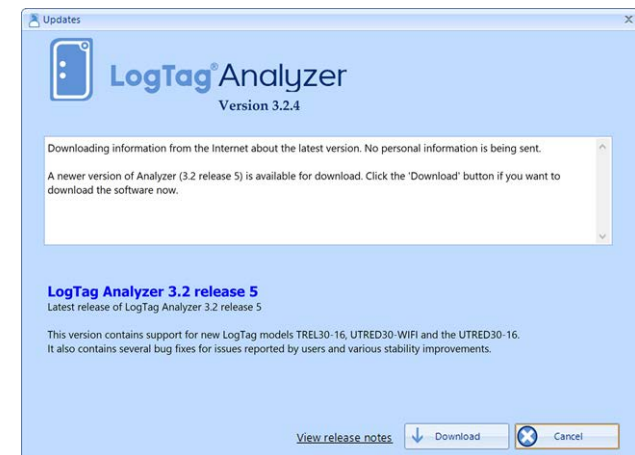 Updates
LogTag® Analyzer
Version 3.2.4
Downloading information from the Internet about the latest version. No personal information is being sent.
A newer version of Analyzer (3.2 release 5) is available for download. Click the 'Download' button if you want to
download the software now.
LogTag Analyzer 3.2 release 5
Latest release of LogTag Analyzer 3.2 release 5
This version contains support for new LogTag models TREL30-16, UTRED30-WIFI and the UTRED30-16.
It also contains several bug fixes for issues reported by users and various stability improvements.
View release notes
Download
Cancel